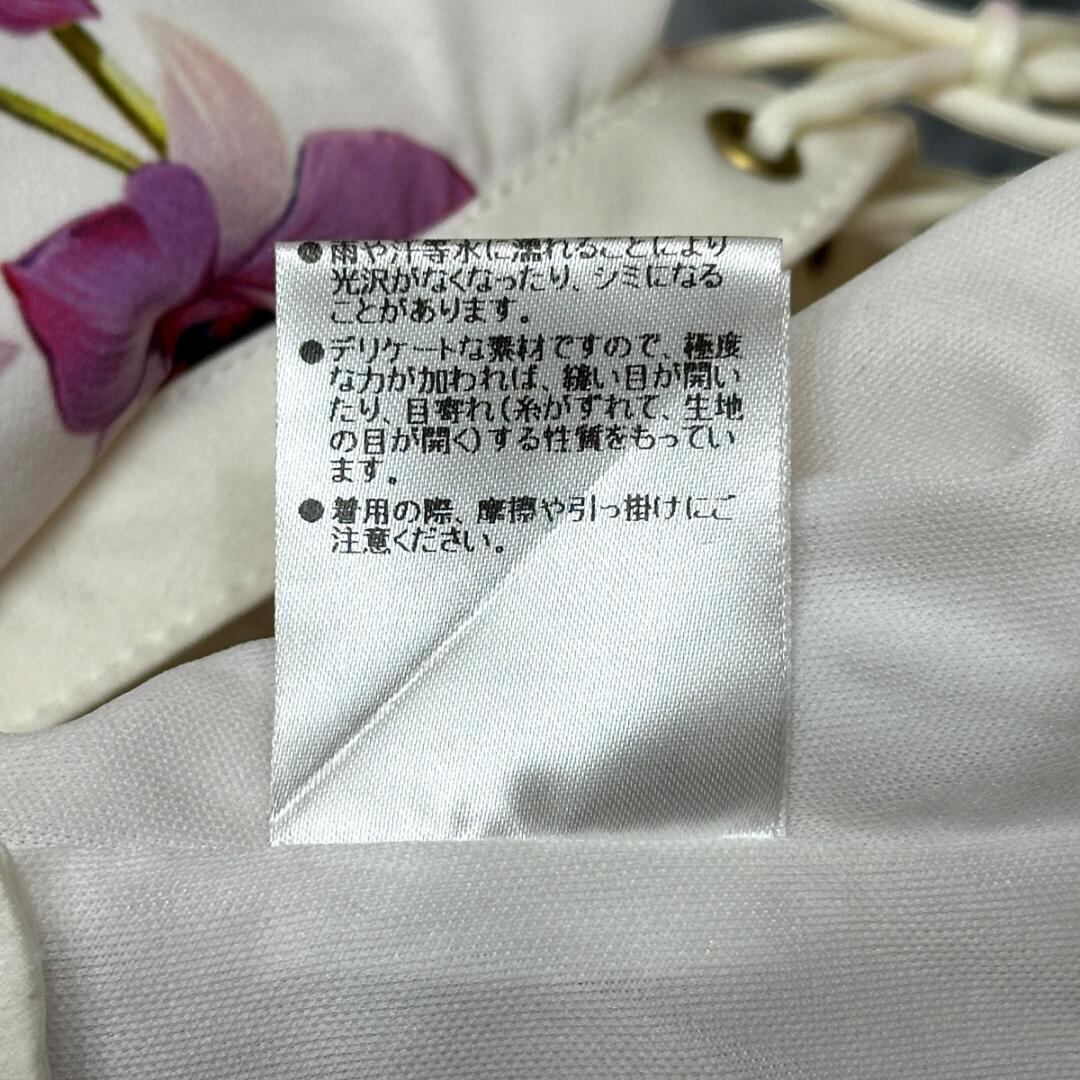 ●雨や汗等水に濡れることにより
光沢がなくなったり、シミになる
ことがあります。
●デリケートな素材ですので、極度
な力が加われば、縫い目が開い
たり、目寄れ(糸がずれて、生地
の目が開く)する性質をもってい
ます。
●着用の際、摩擦や引っ掛けにご
注意ください。